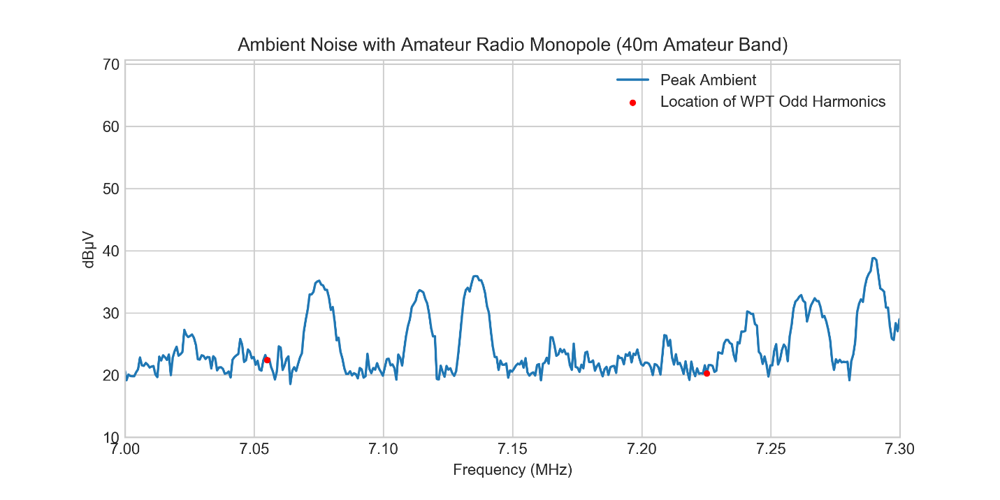 Ambient Noise with Amateur Radio Monopole (40m Amateur Band)
Peak Ambient
Location of WPT Odd Harmonics
70
60
50
40
30
20
10
dBµV
7.00 7.05 7.10 7.15 7.20 7.25 7.30
Frequency (MHz)